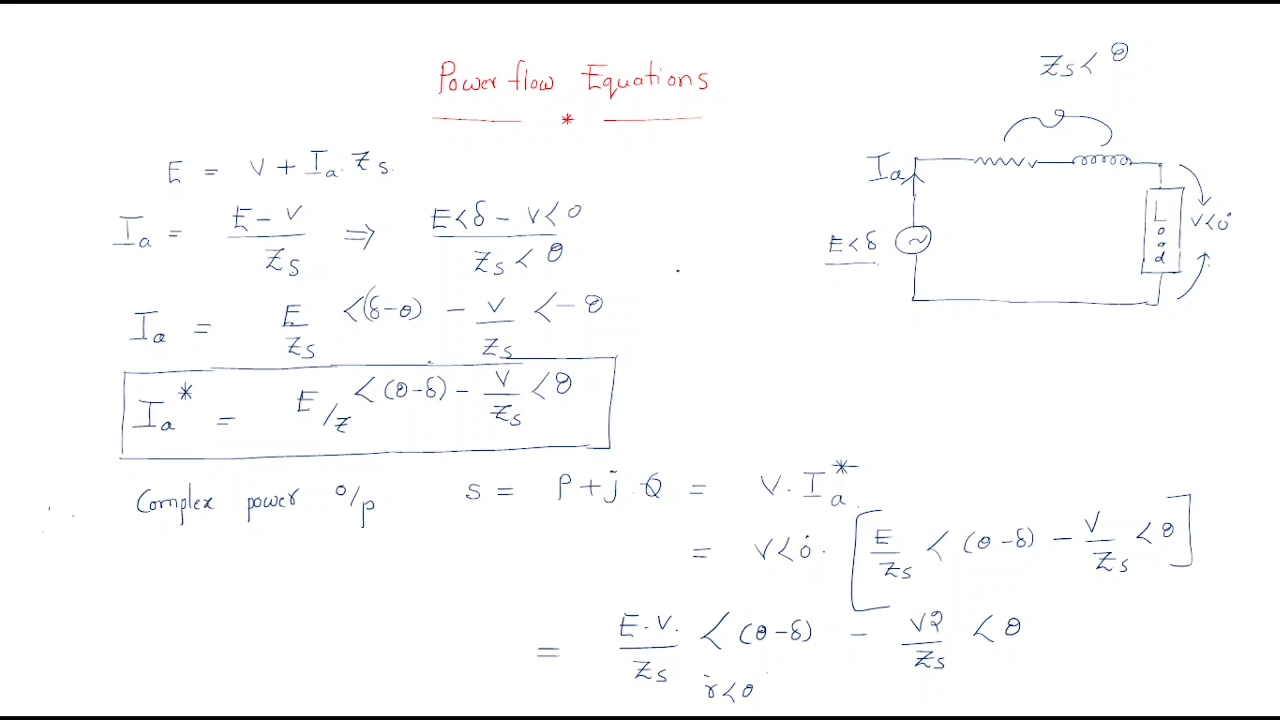 Power flow Equations
*
E = V + Ia. Zs.
Ia = E - V / Zs ⇒ E<δ - V<0 / Zs<θ
Ia = E/Zs <(δ-θ) - V/Zs <-θ
Ia* = E/Z <(θ-δ) - V/Zs <θ
Complex power o/p S = P+j.Q = V.Ia*
= V<0°. [E/Zs <(θ-δ) - V/Zs <θ]
= E.V./Zs <(θ-δ) - V2/Zs <θ
r<θ
Zs<θ
Ia
E<δ
Load
V<0°